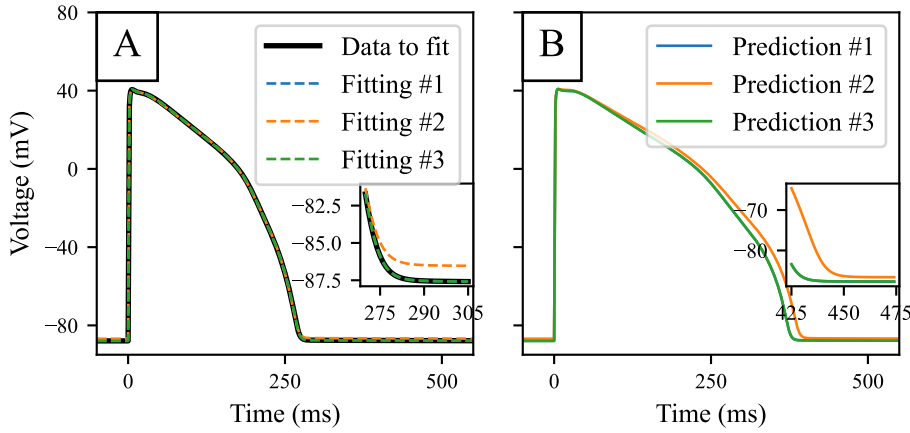 A
Data to fit
Fitting #1
Fitting #2
Fitting #3
80
40
0
−40
−80
Voltage (mV)
−82.5
−85.0
−87.5
275 290 305
0 250 500
Time (ms)
B
Prediction #1
Prediction #2
Prediction #3
−70
−80
425 450 475
0 250 500
Time (ms)